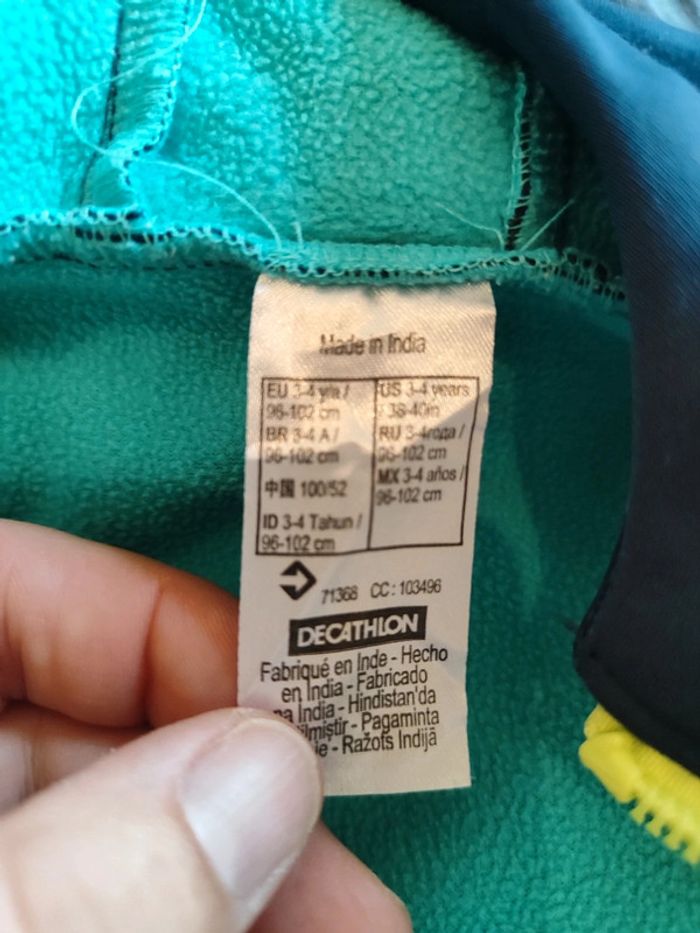 Made in India
EU 3-4 y/a /
96-102 cm
BR 3-4 A /
96-102 cm
中国 100/52
ID 3-4 Tahun /
96-102 cm
US 3-4 years
/ 38-40in
RU 3-4года /
96-102 cm
MX 3-4 años /
96-102 cm
71368 CC: 103496
DECATHLON
Fabriqué en Inde - Hecho
en India - Fabricado
na India - Hindistan'da
- Pagaminta
- Ražots Indijā